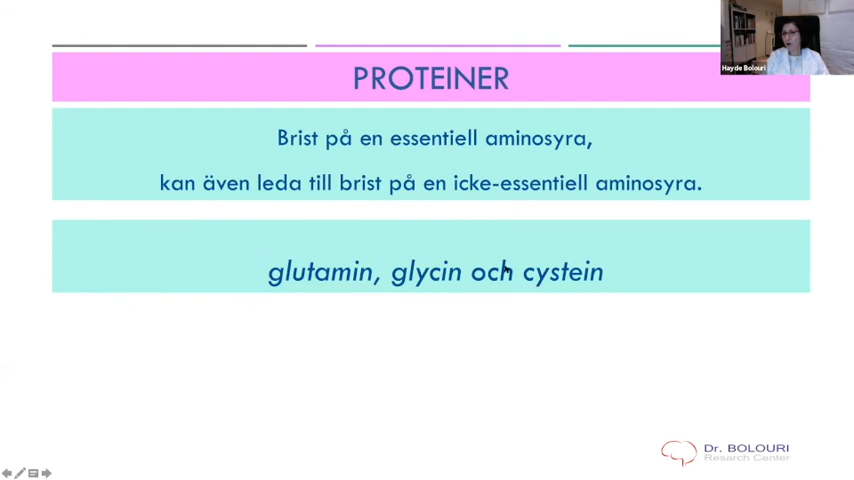 Hayde Bolouri
PROTEINER
Brist på en essentiell aminosyra,
kan även leda till brist på en icke-essentiell aminosyra.
glutamin, glycin och cystein
Dr. BOLOURI
Resarch Center